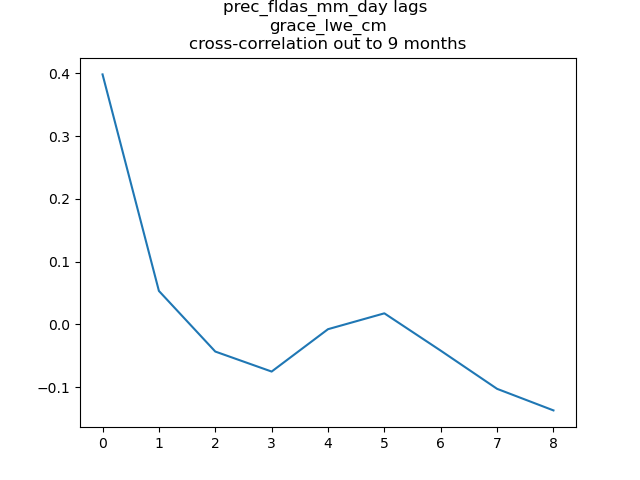 prec_fldas_mm_day lags
grace_lwe_cm
cross-correlation out to 9 months
0.4
0.3
0.2
0.1
0.0
−0.1
0 1 2 3 4 5 6 7 8